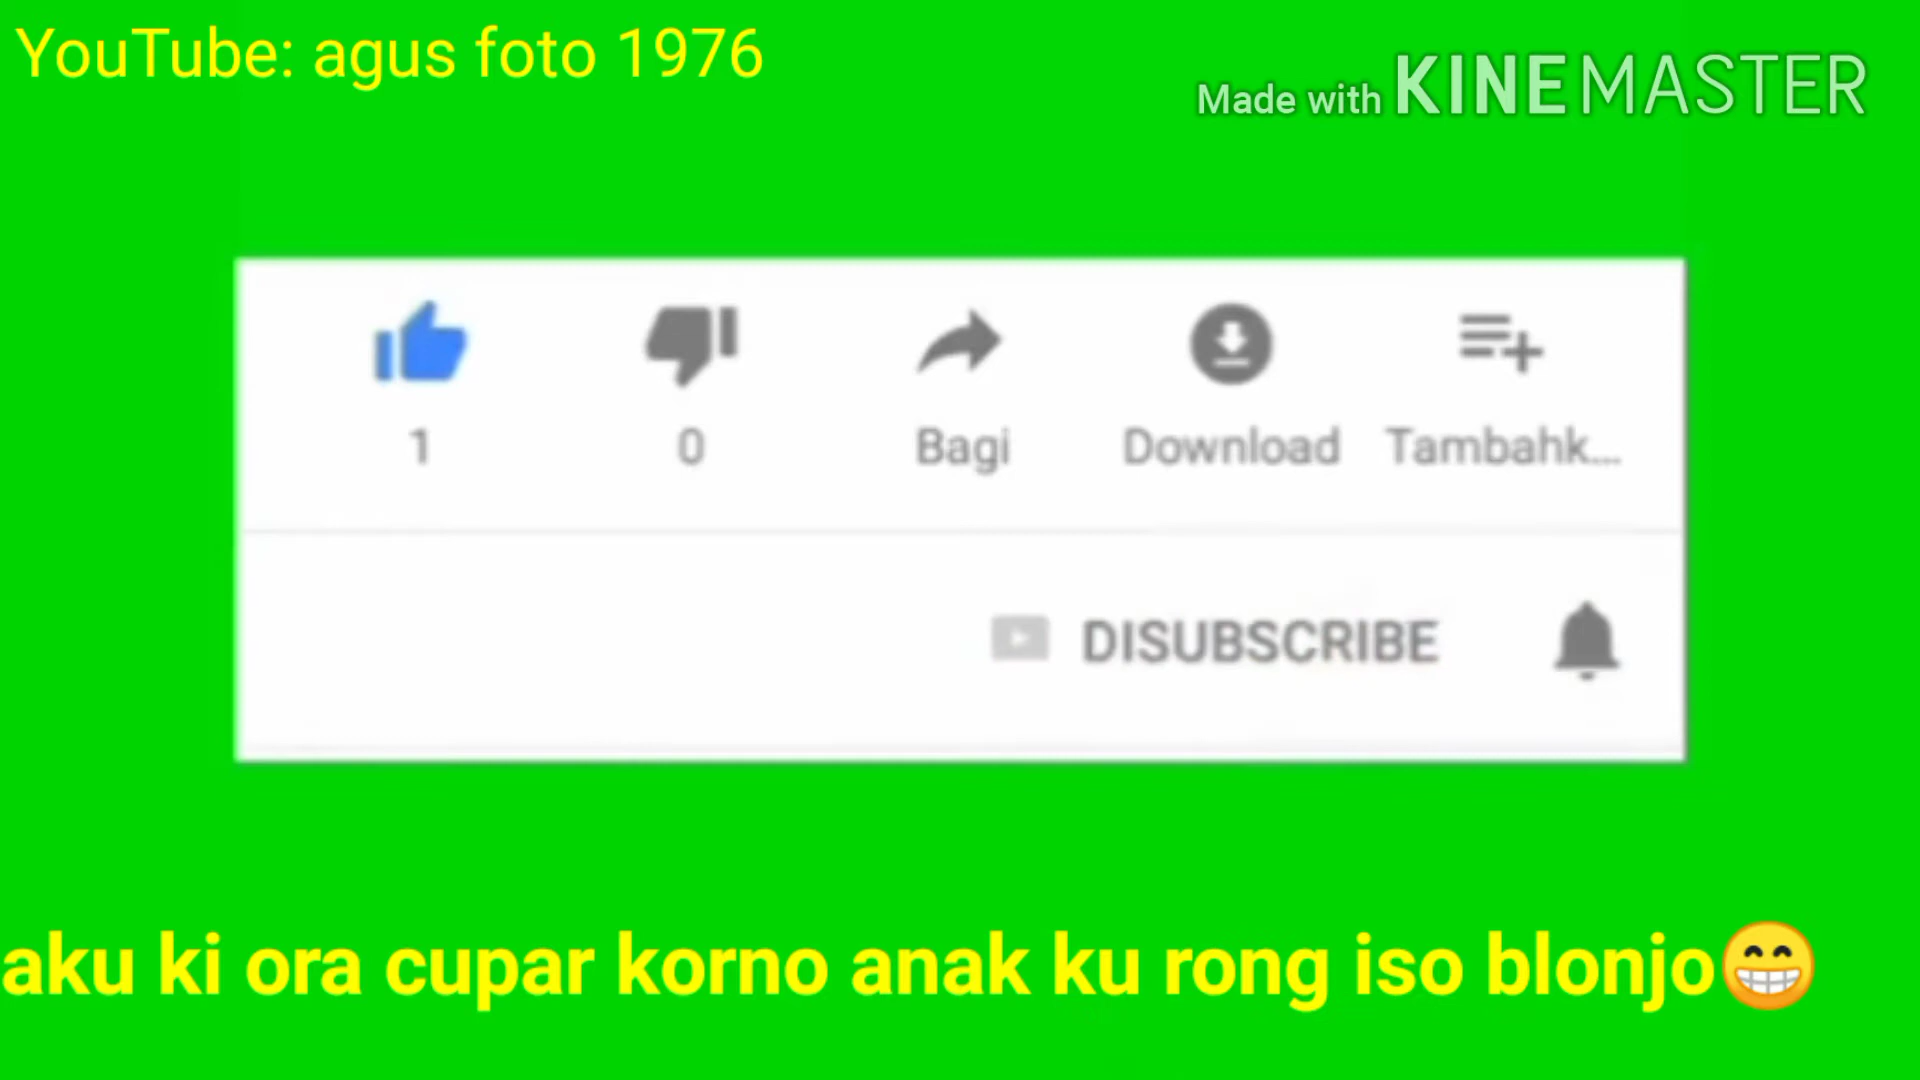 YouTube: agus foto 1976
Made with KINEMASTER
1 0 Bagi Download Tambahk...
DISUBSCRIBE
aku ki ora cupar korno anak ku rong iso blonjo😁